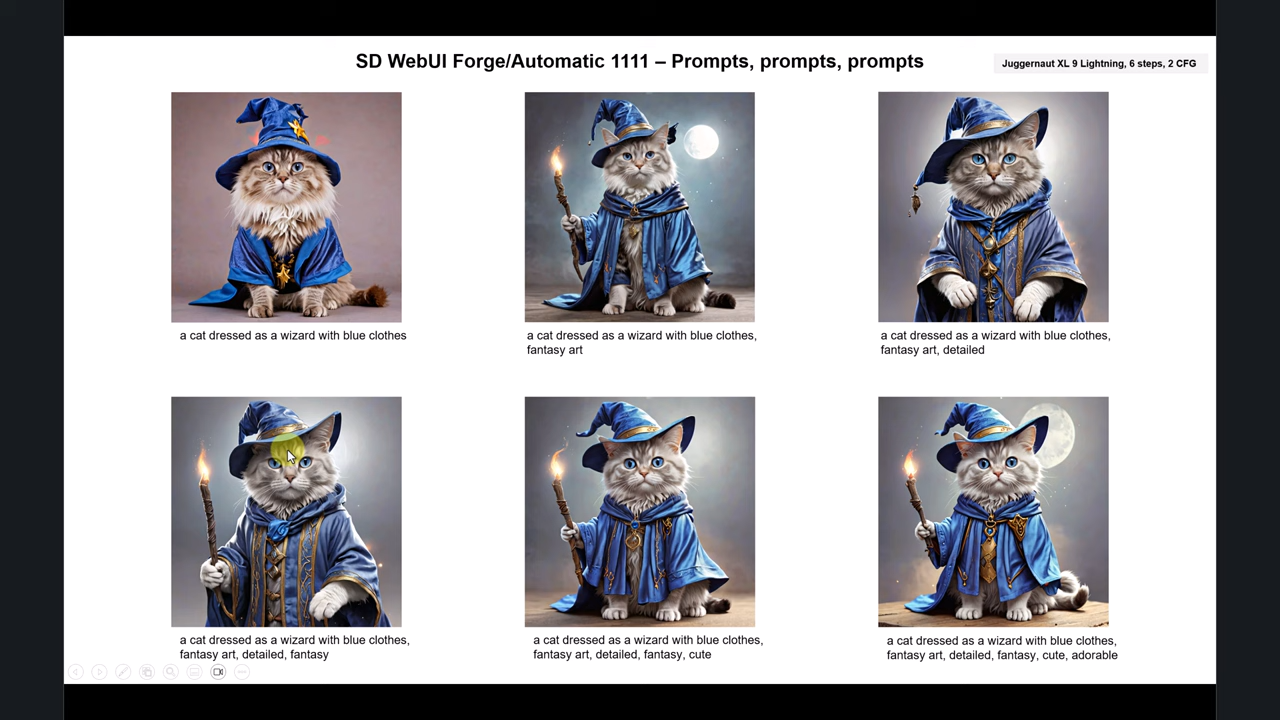 SD WebUI Forge/Automatic 1111 – Prompts, prompts, prompts
Juggernaut XL 9 Lightning, 6 steps, 2 CFG
a cat dressed as a wizard with blue clothes
a cat dressed as a wizard with blue clothes,
fantasy art
a cat dressed as a wizard with blue clothes,
fantasy art, detailed
a cat dressed as a wizard with blue clothes,
fantasy art, detailed, fantasy
a cat dressed as a wizard with blue clothes,
fantasy art, detailed, fantasy, cute
a cat dressed as a wizard with blue clothes,
fantasy art, detailed, fantasy, cute, adorable